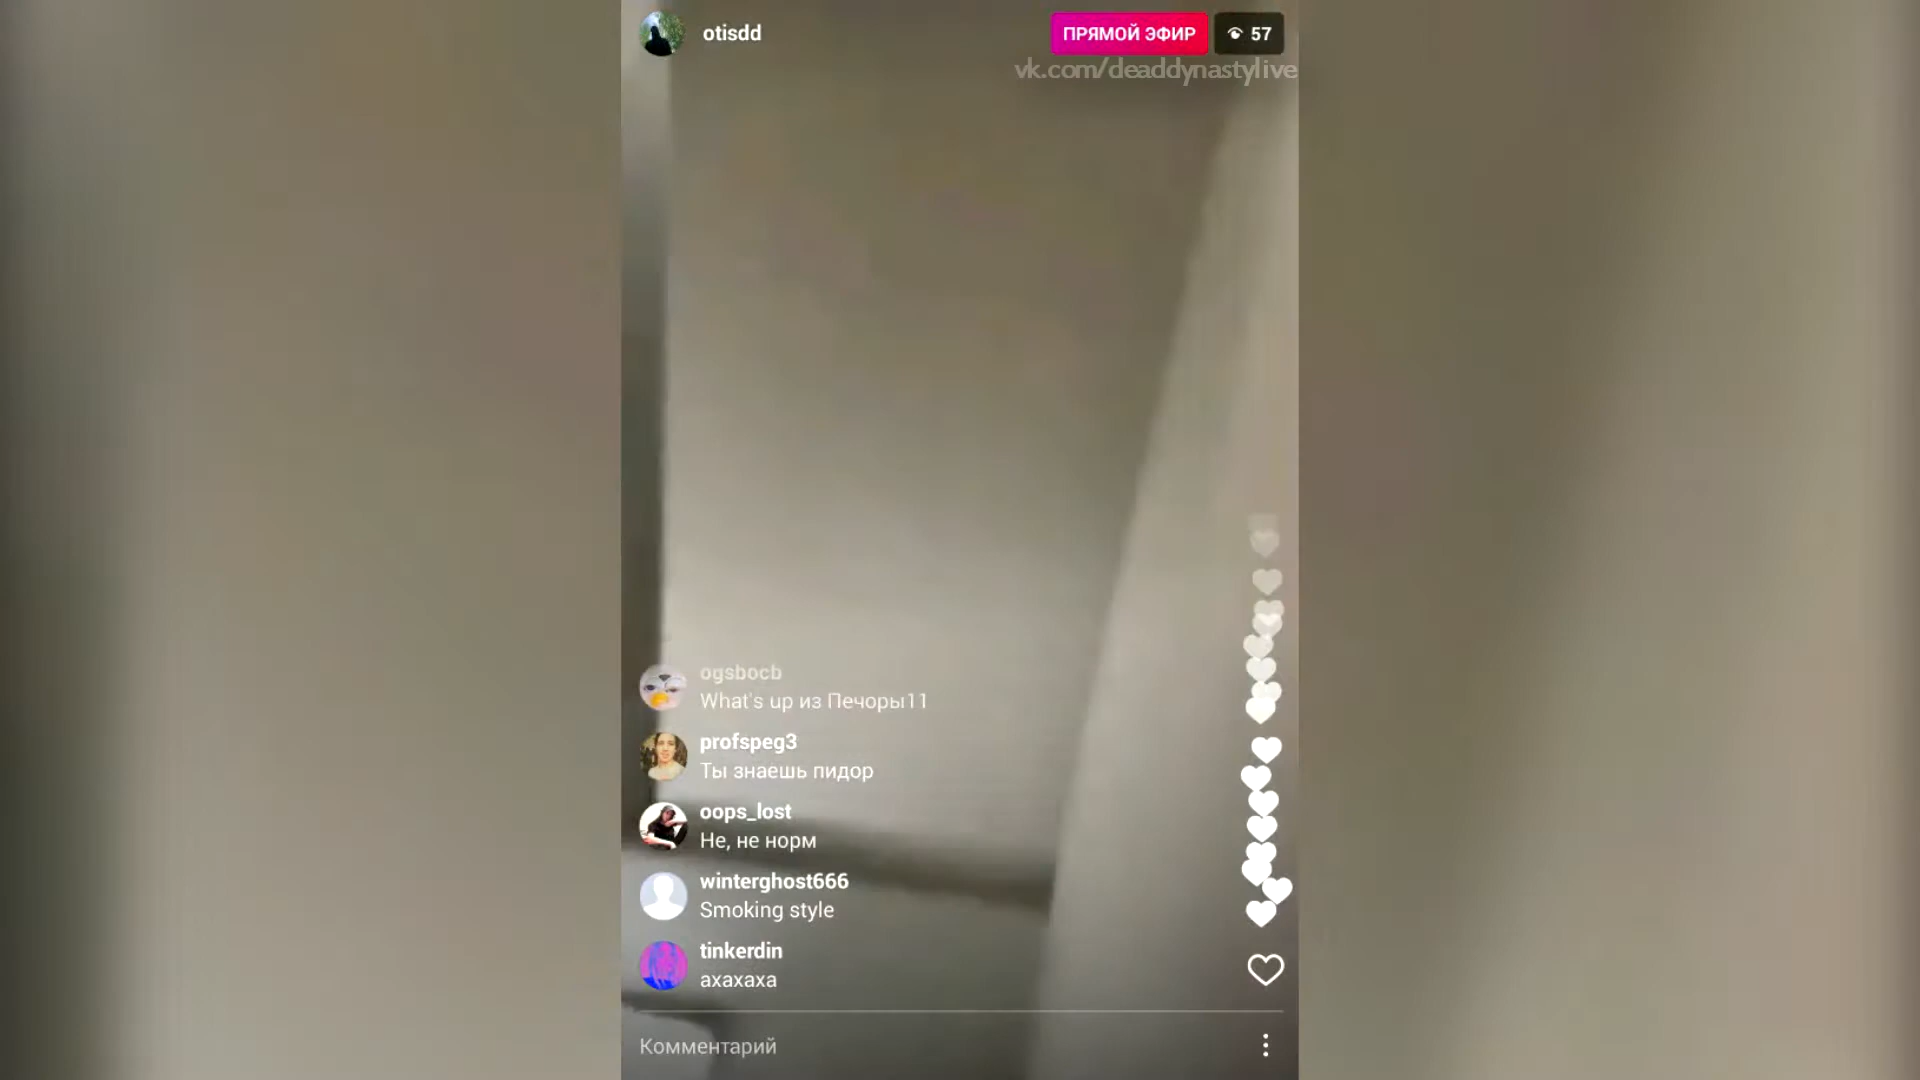 otisdd
ПРЯМОЙ ЭФИР
57
vk.com/deaddynastylive
ogsbocb
What's up из Печоры11
profspeg3
Ты знаешь пидор
oops_lost
Не, не норм
winterghost666
Smoking style
tinkerdin
ахахаха
Комментарий